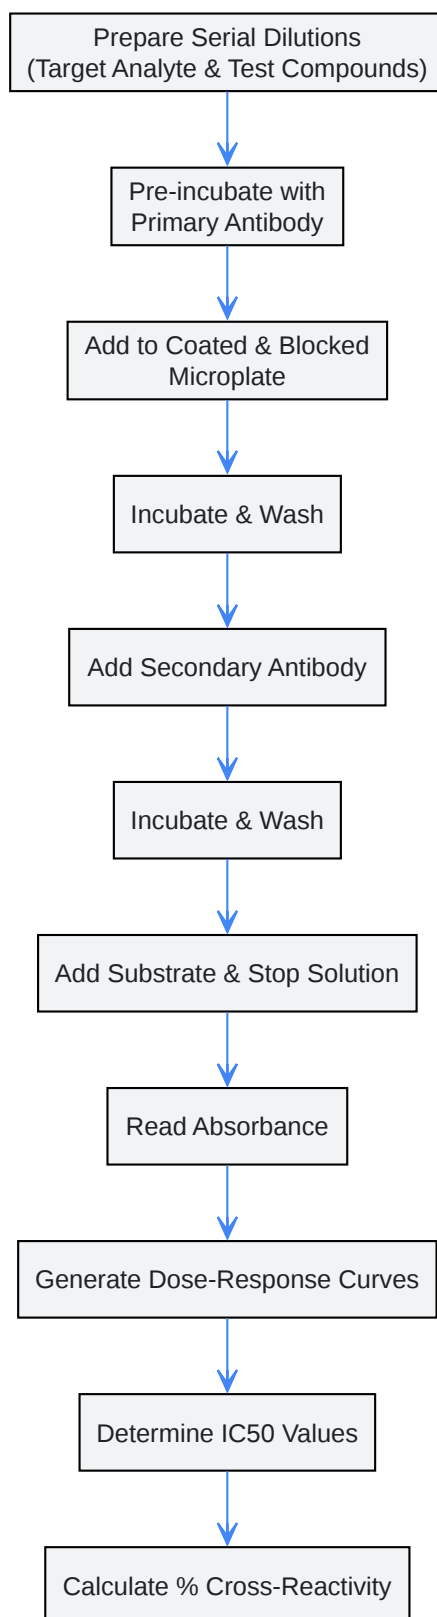 Prepare Serial Dilutions
(Target Analyte & Test Compounds)
Pre-incubate with
Primary Antibody
Add to Coated & Blocked
Microplate
Incubate & Wash
Add Secondary Antibody
Incubate & Wash
Add Substrate & Stop Solution
Read Absorbance
Generate Dose-Response Curves
Determine IC50 Values
Calculate % Cross-Reactivity